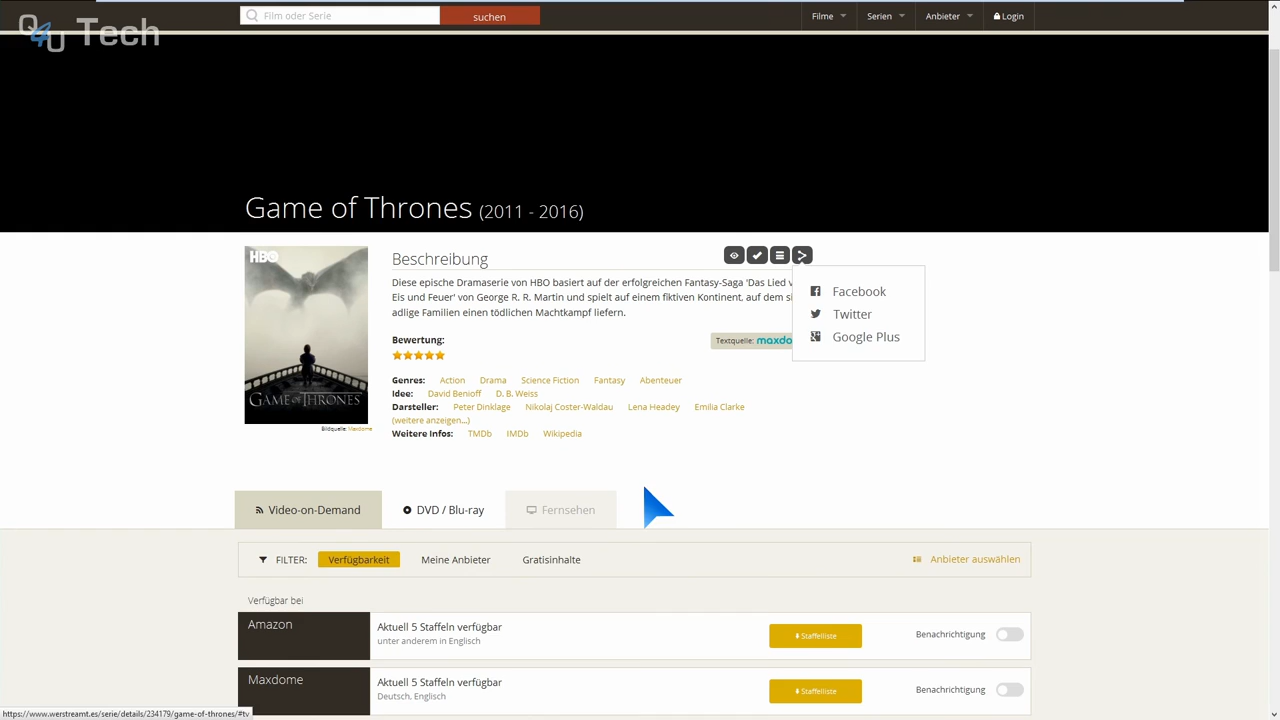 Film oder Serie
suchen
Filme
Serien
Anbieter
Login
Q4U Tech
Game of Thrones (2011 - 2016)
HBO
GAME OF THRONES
Bildquelle: Maxdome
Beschreibung
Diese epische Dramaserie von HBO basiert auf der erfolgreichen Fantasy-Saga 'Das Lied v
Eis und Feuer' von George R. R. Martin und spielt auf einem fiktiven Kontinent, auf dem si
adlige Familien einen tödlichen Machtkampf liefern.
Facebook
Twitter
Google Plus
Bewertung:
Textquelle: maxdo
Genres: Action Drama Science Fiction Fantasy Abenteuer
Idee: David Benioff D. B. Weiss
Darsteller: Peter Dinklage Nikolaj Coster-Waldau Lena Headey Emilia Clarke
(weitere anzeigen...)
Weitere Infos: TMDb IMDb Wikipedia
Video-on-Demand
DVD / Blu-ray
Fernsehen
FILTER: Verfügbarkeit Meine Anbieter Gratisinhalte
Anbieter auswählen
Verfügbar bei
Amazon
Aktuell 5 Staffeln verfügbar
unter anderem in Englisch
Staffelliste
Benachrichtigung
Maxdome
Aktuell 5 Staffeln verfügbar
Deutsch, Englisch
Staffelliste
Benachrichtigung
https://www.werstreamt.es/serie/details/234179/game-of-thrones/#tv